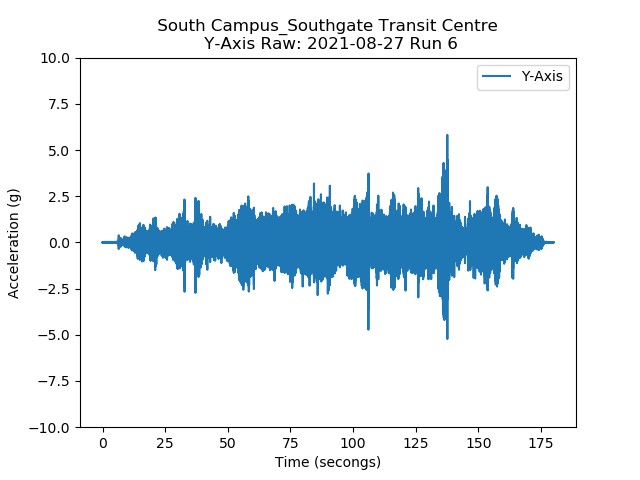 South Campus_Southgate Transit Centre
Y-Axis Raw: 2021-08-27 Run 6
Y-Axis
10.0
7.5
5.0
2.5
0.0
−2.5
−5.0
−7.5
−10.0
Acceleration (g)
0 25 50 75 100 125 150 175
Time (secongs)